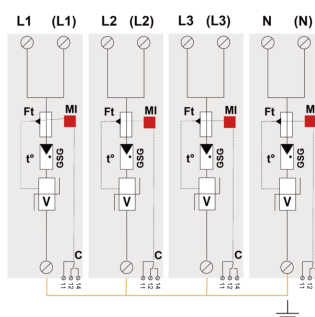 L1 (L1) L2 (L2) L3 (L3) N (N)
Ft MI Ft MI Ft MI Ft MI
t° GSG t° GSG t° GSG t° GSG
V V V V
C C C
11 12 14 11 12 14 11 12 14 11 12